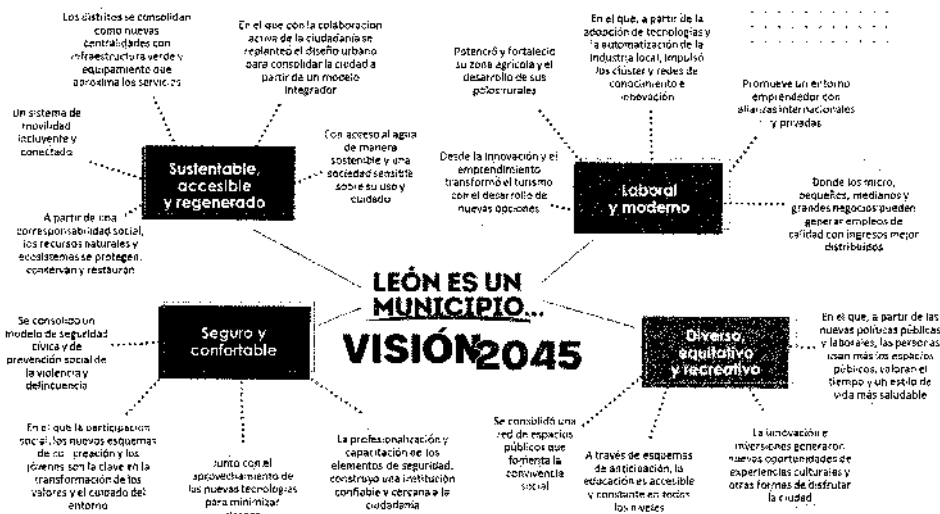 Los distritos se consolidan
como nuevas
centralidades con
infraestructura verde y
equipamiento que
aproxima los servicios
En el que con la colaboración
activa de la ciudadanía se
replanteó el diseño urbano
para consolidar la ciudad a
partir de un modelo
integrador
Un sistema de
movilidad
incluyente y
conectado
Con acceso al agua
de manera
sostenible y una
sociedad sensible
sobre su uso y
cuidado
Sustentable,
accesible
y regenerado
A partir de una
corresponsabilidad social,
los recursos naturales y
ecosistemas se protegen,
conservan y restauran
Potenció y fortaleció
su zona agrícola y el
desarrollo de sus
polos rurales
En el que, a partir de la
adopción de tecnologías y
la automatización de la
industria local, impulsó
los clúster y redes de
conocimiento e
innovación
Promueve un entorno
emprendedor con
alianzas internacionales
y privadas
Desde la innovación y el
emprendimiento
transformó el turismo
con el desarrollo de
nuevas opciones
Laboral
y moderno
Donde los micro,
pequeños, medianos y
grandes negocios pueden
generar empleos de
calidad con ingresos mejor
distribuidos
LEÓN ES UN
MUNICIPIO...
VISIÓN2045
Se consolidó un
modelo de seguridad
cívica y de
prevención social de
la violencia y
delincuencia
Seguro y
confortable
En el que la participación
social, los nuevos esquemas
de co creación y los
jóvenes son la clave en la
transformación de los
valores y el cuidado del
entorno
Junto con el
aprovechamiento de
las nuevas tecnologías
para minimizar
La profesionalización y
capacitación de los
elementos de seguridad,
construyó una institución
confiable y cercana a la
ciudadanía
Diverso,
equitativo
y recreativo
En el que, a partir de las
nuevas políticas públicas
y laborales, las personas
usan más los espacios
públicos, valoran el
tiempo y un estilo de
vida más saludable
Se consolidó una
red de espacios
públicos que
fomenta la
convivencia
social
A través de esquemas
de anticipación, la
educación es accesible
y constante en todos
los niveles
La innovación e
inversiones generaron
nuevas oportunidades de
experiencias culturales y
otras formas de disfrutar
la ciudad